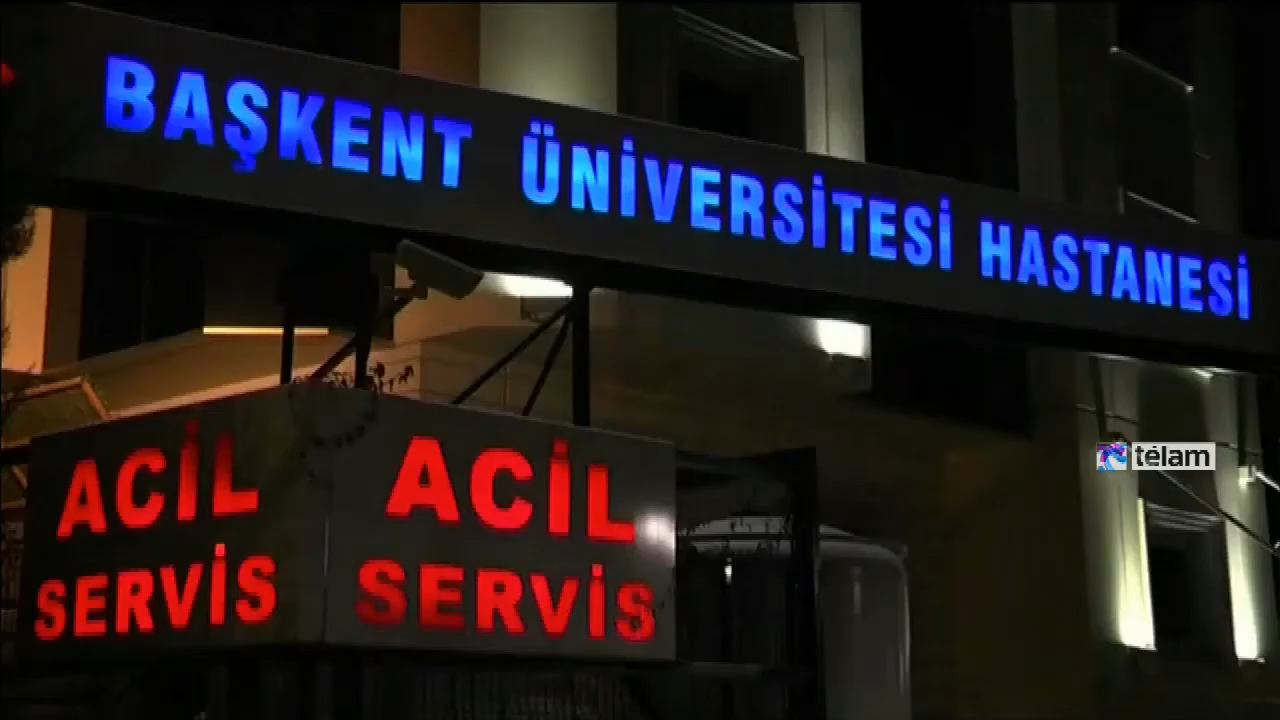 BAŞKENT ÜNİVERSİTESİ HASTANESİ
ACİL
SERVİS
ACİL
SERVİS
télam